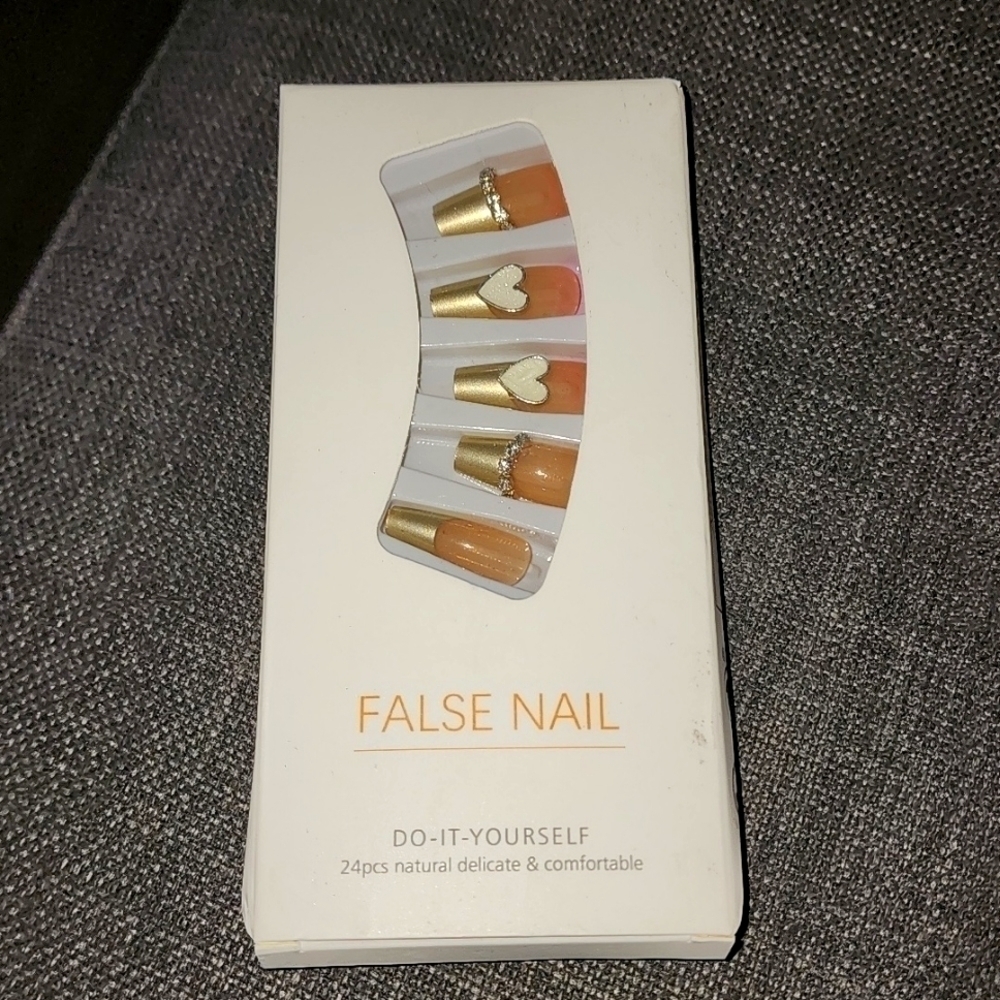 FALSE NAIL
DO-IT-YOURSELF
24pcs natural delicate & comfortable